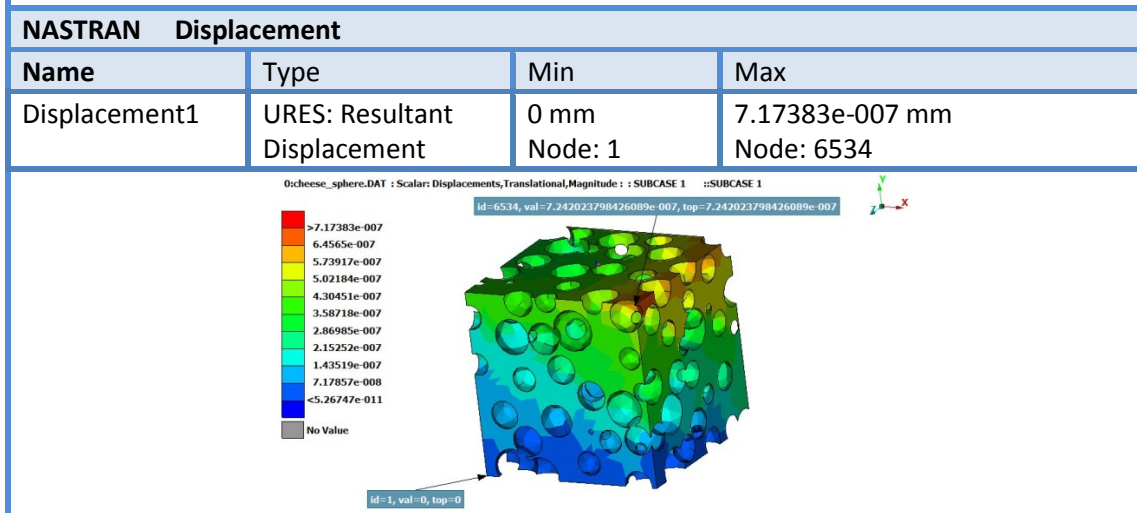 NASTRAN Displacement
Name Type Min Max
Displacement1 URES: Resultant Displacement 0 mm Node: 1 7.17383e-007 mm Node: 6534
0:cheese_sphere.DAT : Scalar: Displacements,Translational,Magnitude : : SUBCASE 1 ::SUBCASE 1
id=6534, val=7.242023798426089e-007, top=7.242023798426089e-007
Y
Z X
>7.17383e-007
6.4565e-007
5.73917e-007
5.02184e-007
4.30451e-007
3.58718e-007
2.86985e-007
2.15252e-007
1.43519e-007
7.17857e-008
<5.26747e-011
No Value
id=1, val=0, top=0